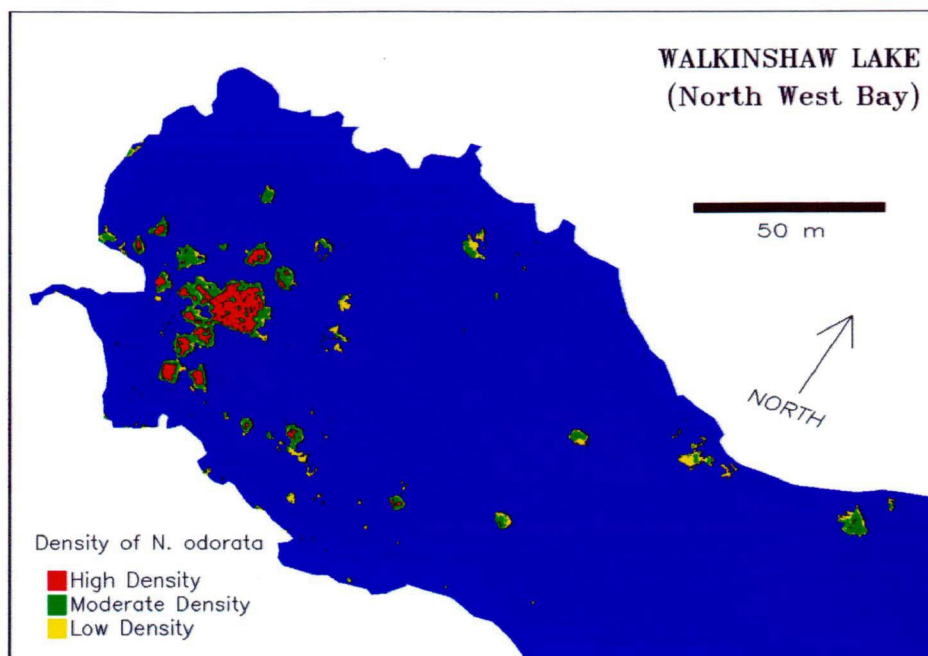 WALKINSHAW LAKE
(North West Bay)
50 m
NORTH
Density of N. odorata
High Density
Moderate Density
Low Density